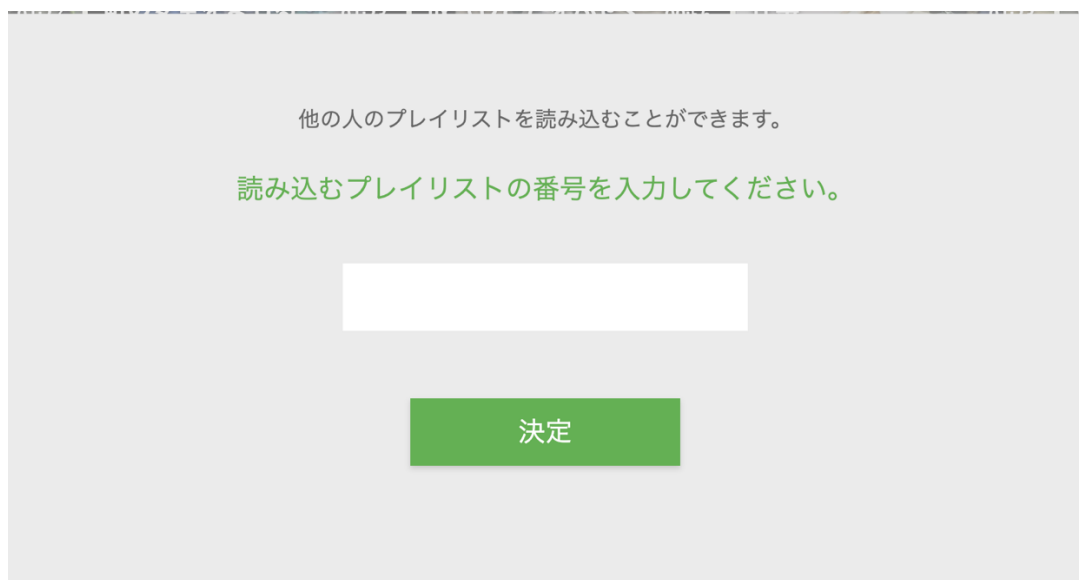 他の人のプレイリストを読み込むことができます。
読み込むプレイリストの番号を入力してください。
決定